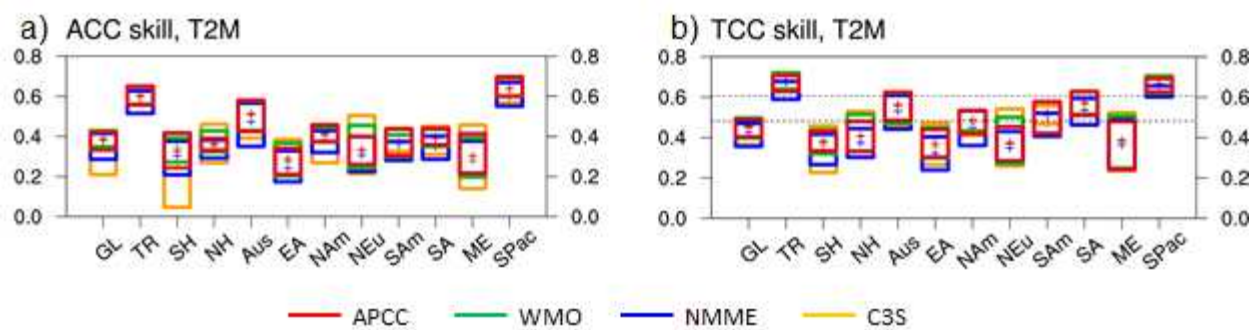 a) ACC skill, T2M
0.8 0.8
0.6 0.6
0.4 0.4
0.2 0.2
0.0 0.0
GL TR SH NH Aus EA NAm NEu SAm SA ME SPac
b) TCC skill, T2M
0.8 0.8
0.6 0.6
0.4 0.4
0.2 0.2
0.0 0.0
GL TR SH NH Aus EA NAm NEu SAm SA ME SPac
APCC WMO NMME C3S